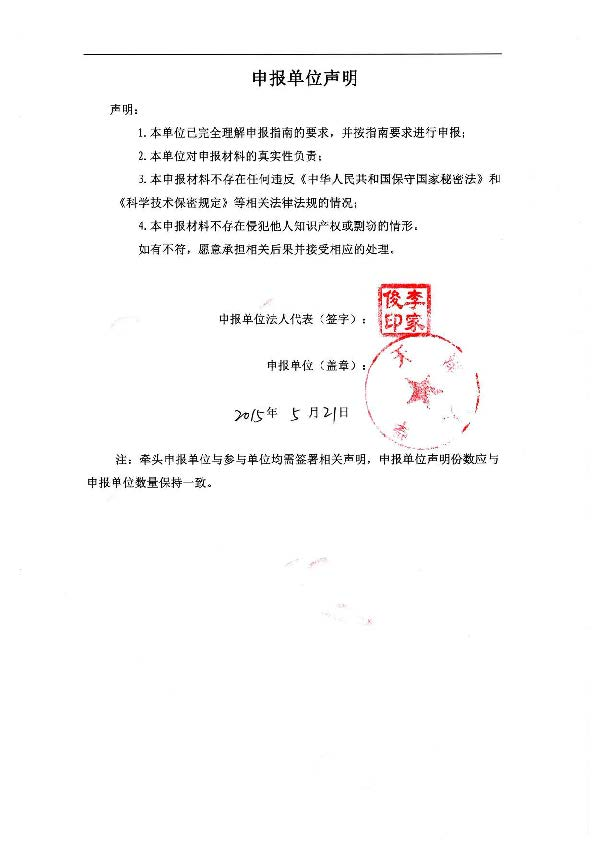 申报单位声明
声明：
1. 本单位已完全理解申报指南的要求，并按指南要求进行申报；
2. 本单位对申报材料的真实性负责；
3. 本申报材料不存在任何违反《中华人民共和国保守国家秘密法》和
《科学技术保密规定》等相关法律法规的情况；
4. 本申报材料不存在侵犯他人知识产权或剽窃的情形。
如有不符，愿意承担相关后果并接受相应的处理。
申报单位法人代表（签字）：
李家俊印
申报单位（盖章）：
2015年 5 月21日
注：牵头申报单位与参与单位均需签署相关声明，申报单位声明份数应与
申报单位数量保持一致。